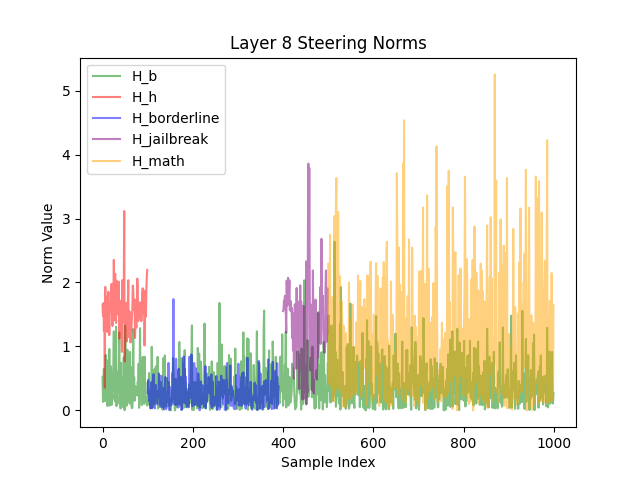 Layer 8 Steering Norms
H_b
H_h
H_borderline
H_jailbreak
H_math
Norm Value
5
4
3
2
1
0
0 200 400 600 800 1000
Sample Index